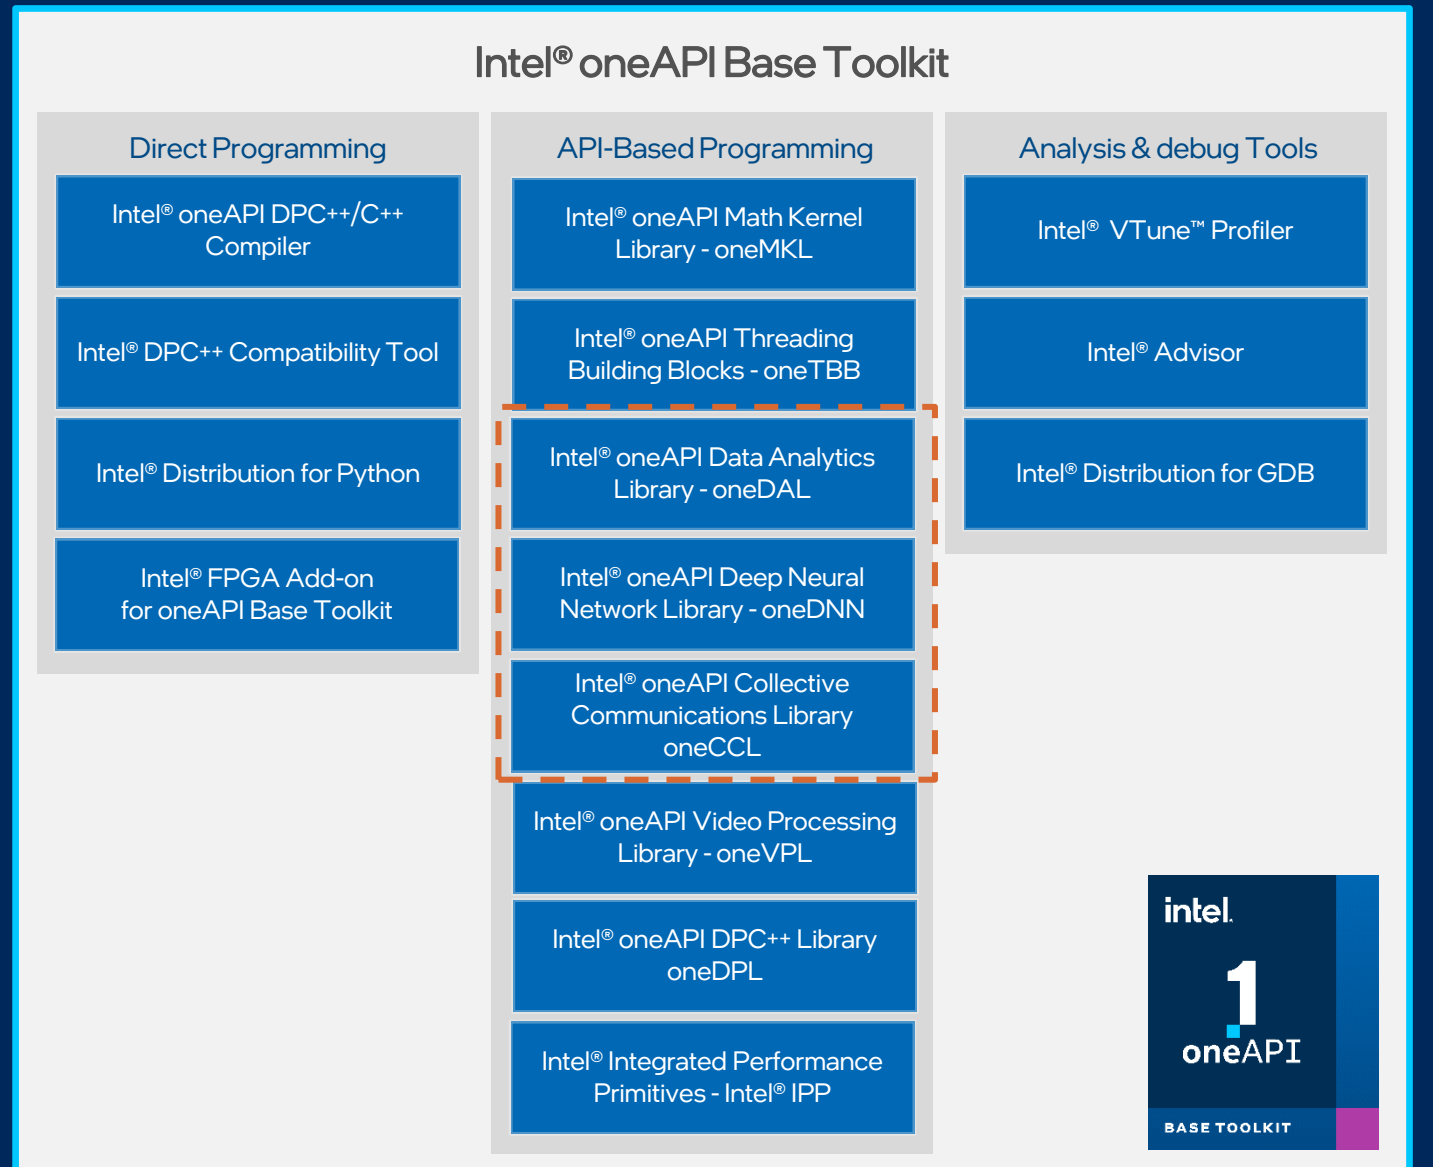 Intel® oneAPI Base Toolkit
Direct Programming
Intel® oneAPI DPC++/C++
Compiler
Intel® DPC++ Compatibility Tool
Intel® Distribution for Python
Intel® FPGA Add-on
for oneAPI Base Toolkit
API-Based Programming
Intel® oneAPI Math Kernel
Library - oneMKL
Intel® oneAPI Threading
Building Blocks - oneTBB
Intel® oneAPI Data Analytics
Library - oneDAL
Intel® oneAPI Deep Neural
Network Library - oneDNN
Intel® oneAPI Collective
Communications Library
oneCCL
Intel® oneAPI Video Processing
Library - oneVPL
Intel® oneAPI DPC++ Library
oneDPL
Intel® Integrated Performance
Primitives - Intel® IPP
Analysis & debug Tools
Intel® VTune™ Profiler
Intel® Advisor
Intel® Distribution for GDB
intel.
1
oneAPI
BASE TOOLKIT